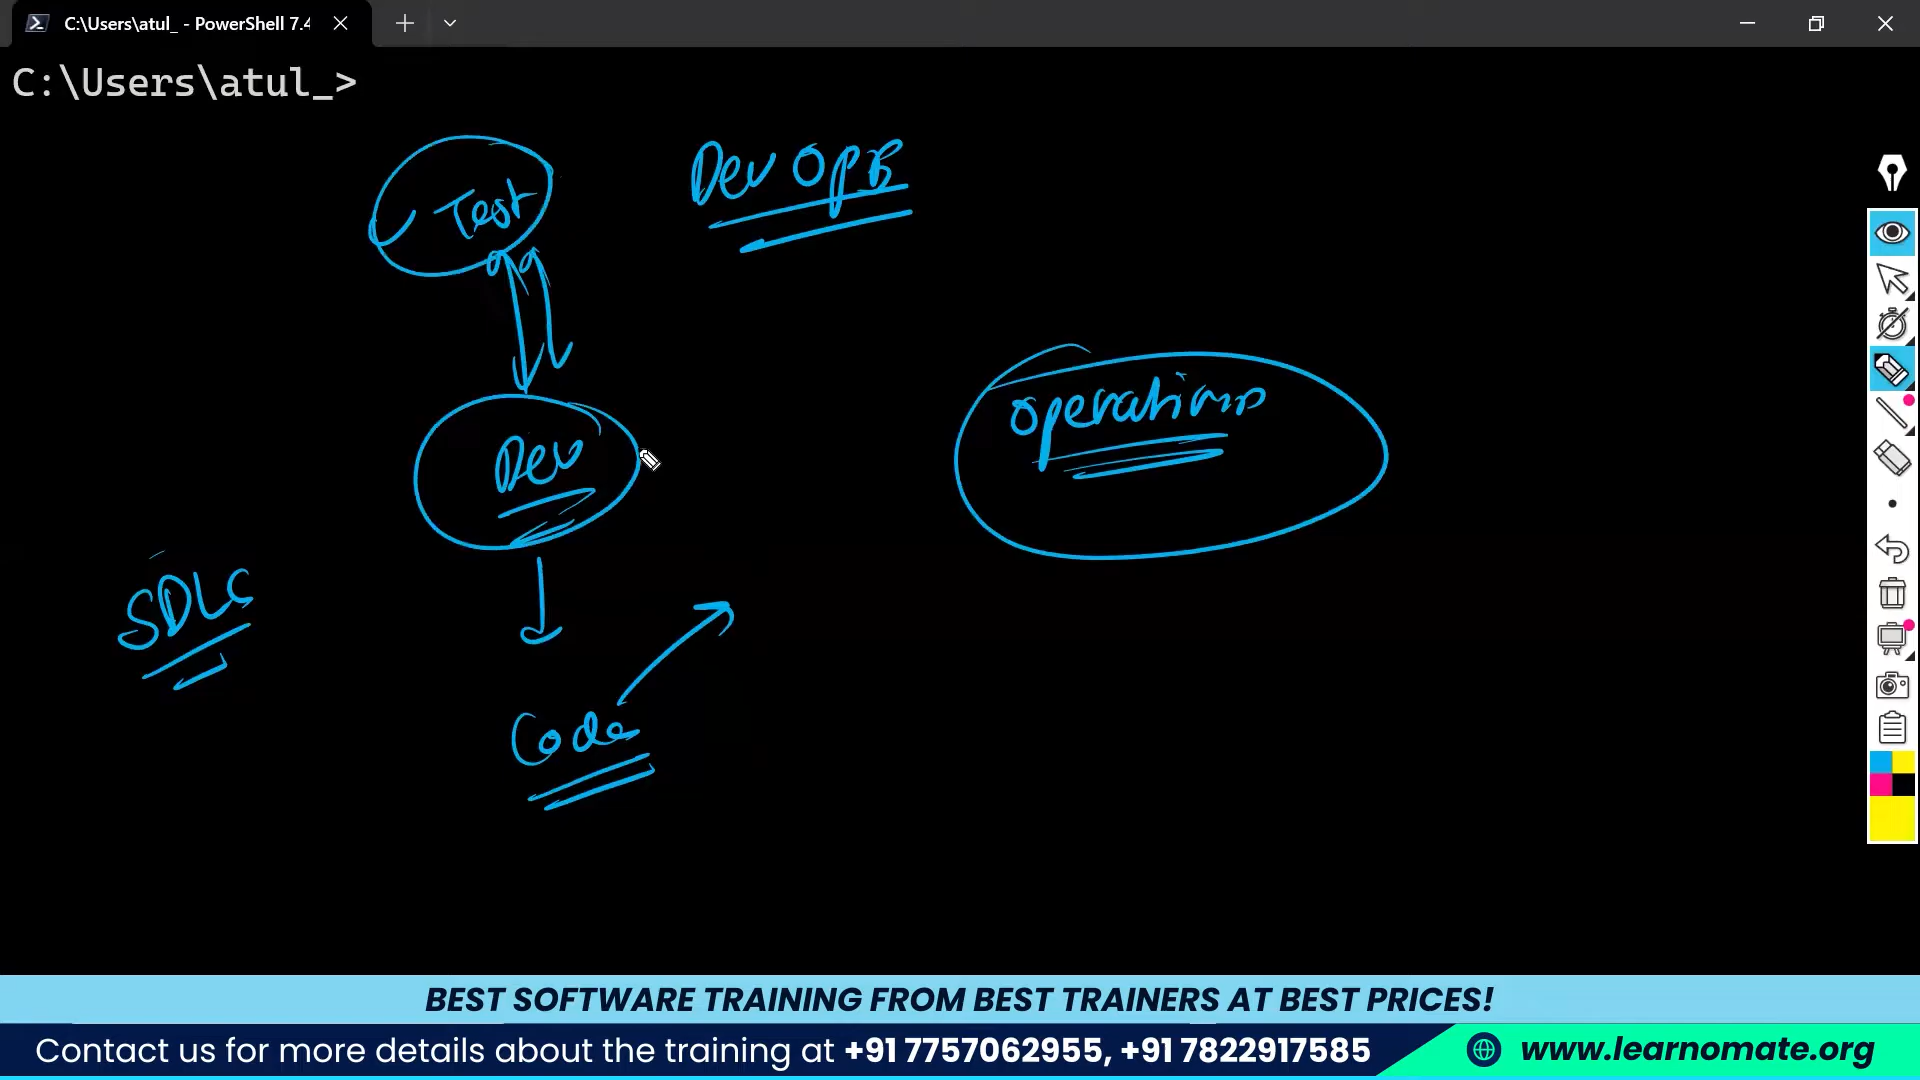 C:\Users\atul_ - PowerShell 7.4
C:\Users\atul_>
Test
Dev OPS
operations
Dev
SDLC
Code
BEST SOFTWARE TRAINING FROM BEST TRAINERS AT BEST PRICES!
Contact us for more details about the training at +91 7757062955, +91 7822917585
www.learnomate.org